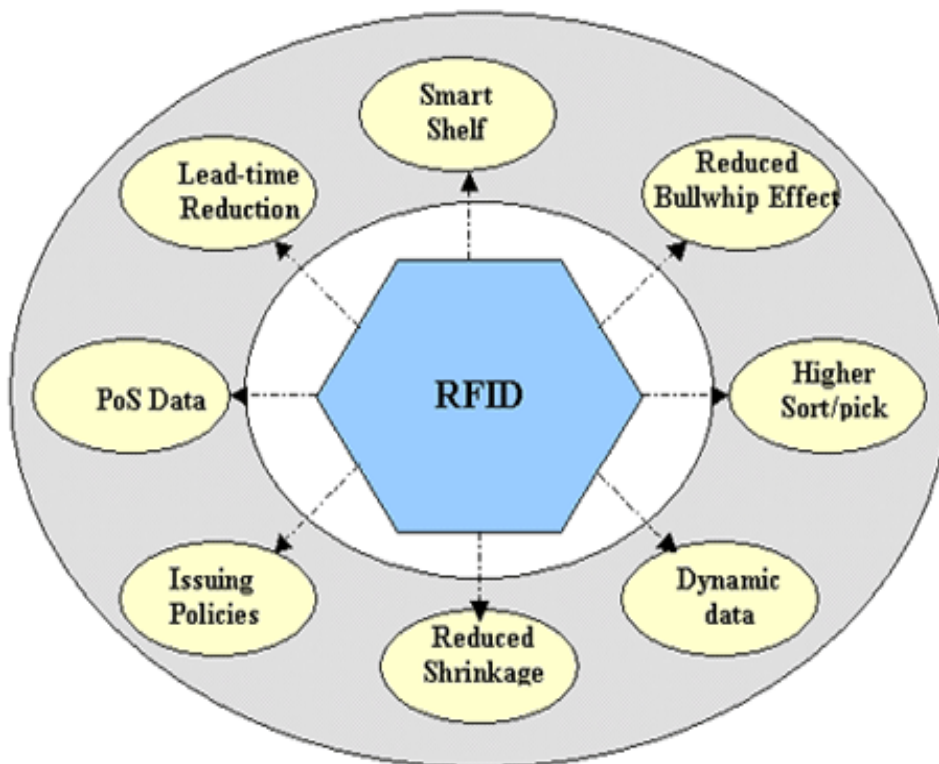 Smart
Shelf
Lead-time
Reduction
Reduced
Bullwhip Effect
RFID
PoS Data
Higher
Sort/pick
Issuing
Policies
Dynamic
data
Reduced
Shrinkage